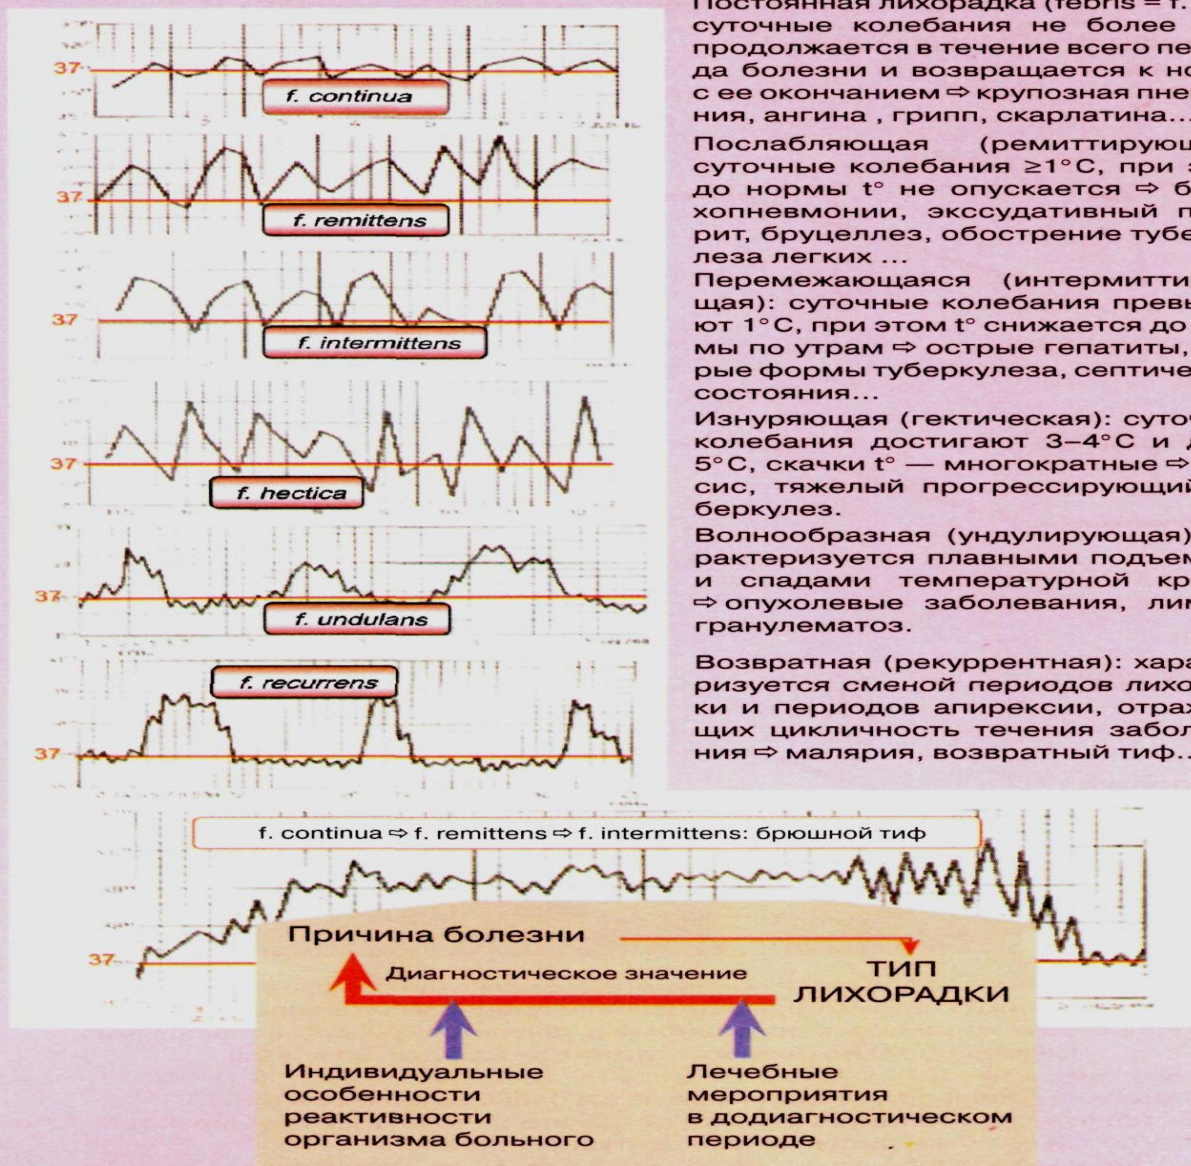 37
f. continua
37
f. remittens
37
f. intermittens
37
f. hectica
37
f. undulans
f. recurrens
37
Постоянная лихорадка (febris = f.
суточные колебания не более
продолжается в течение всего пе
да болезни и возвращается к но
с ее окончанием ⇨ крупозная пне
ния, ангина , грипп, скарлатина...
Послабляющая (ремиттирующ
суточные колебания ≥1°С, при э
до нормы t° не опускается ⇨ б
хопневмонии, экссудативный п
рит, бруцеллез, обострение тубе
леза легких ...
Перемежающаяся (интермитти
щая): суточные колебания превы
ют 1°С, при этом t° снижается до
мы по утрам ⇨ острые гепатиты,
рые формы туберкулеза, септиче
состояния...
Изнуряющая (гектическая): суто
колебания достигают 3–4°С и д
5°С, скачки t° — многократные ⇨
сис, тяжелый прогрессирующий
беркулез.
Волнообразная (ундулирующая)
рактеризуется плавными подъем
и спадами температурной кр
⇨ опухолевые заболевания, лим
гранулематоз.
Возвратная (рекуррентная): хара
ризуется сменой периодов лихо
ки и периодов апирексии, отраж
щих цикличность течения забол
ния ⇨ малярия, возвратный тиф..
f. continua ⇨ f. remittens ⇨ f. intermittens: брюшной тиф
37
Причина болезни
Диагностическое значение
ТИП
ЛИХОРАДКИ
Индивидуальные
особенности
реактивности
организма больного
Лечебные
мероприятия
в додиагностическом
периоде